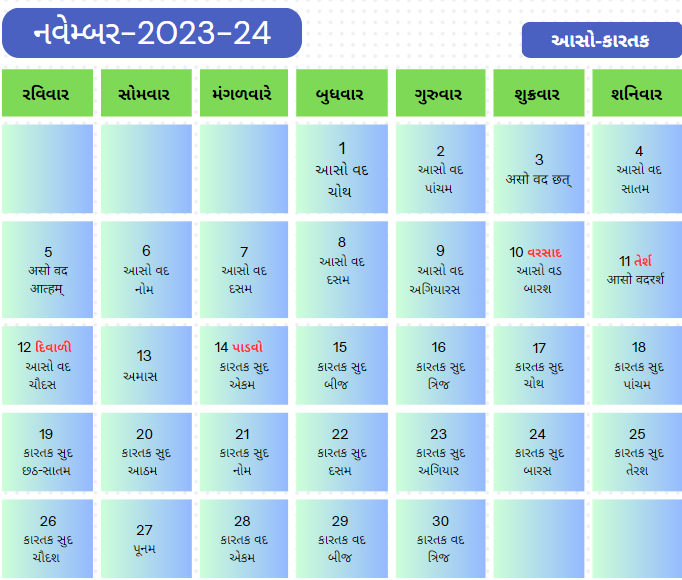 નવેમ્બર-2023-24
આસો-કારતક
રવિવાર સોમવાર મંગળવારે બુધવાર ગુરુવાર શુક્રવાર શનિવાર
1
આસો વદ
ચોથ
2
આસો વદ
પાંચમ
3
અસો વદ છત્
4
આસો વદ
સાતમ
5
असो वद
आत्हम्
6
આસો વદ
નોમ
7
આસો વદ
દસમ
8
આસો વદ
દસમ
9
આસો વદ
અગિયારસ
10 વરસાદ
આસો વડ
બારશ
11 તેર્શ
આસો વદરર્શ
12 દિવાળી
આસો વદ
ચૌદસ
13
અમાસ
14 પાડવો
કારતક સુદ
એકમ
15
કારતક સુદ
બીજ
16
કારતક સુદ
ત્રિજ
17
કારતક સુદ
ચોથ
18
કારતક સુદ
પાંચમ
19
કારતક સુદ
છઠ-સાતમ
20
કારતક સુદ
આઠમ
21
કારતક સુદ
નોમ
22
કારતક સુદ
દસમ
23
કારતક સુદ
અગિયાર
24
કારતક સુદ
બારસ
25
કારતક સુદ
તેરશ
26
કારતક સુદ
ચૌદશ
27
પૂનમ
28
કારતક વદ
એકમ
29
કારતક વદ
બીજ
30
કારતક વદ
ત્રિજ